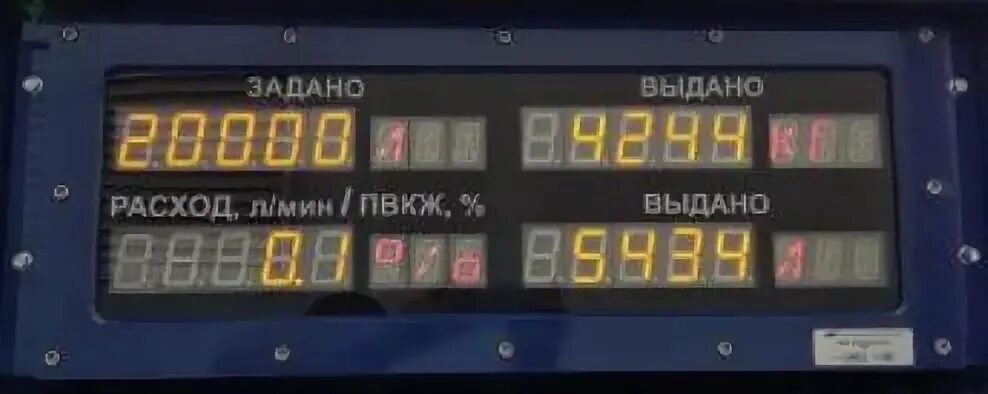 ЗАДАНО ВЫДАНО
20000 Л 4244 КГ
РАСХОД, л/мин / ПВКЖ, % ВЫДАНО
0.1 5434 Л